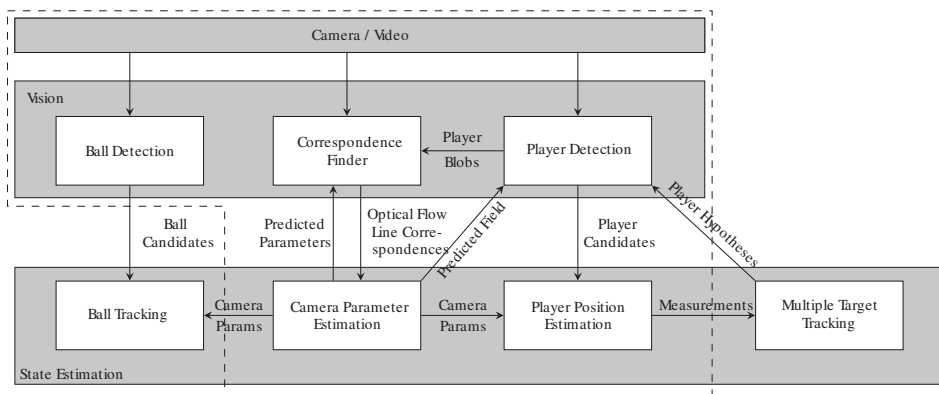 Camera / Video
Vision
Ball Detection
Correspondence
Finder
Player
Blobs
Player Detection
Ball
Candidates
Predicted
Parameters
Optical Flow
Line Corre-
spondences
Predicted Field
Player
Candidates
Player Hypotheses
Ball Tracking
Camera
Params
Camera Parameter
Estimation
Camera
Params
Player Position
Estimation
Measurements
Multiple Target
Tracking
State Estimation